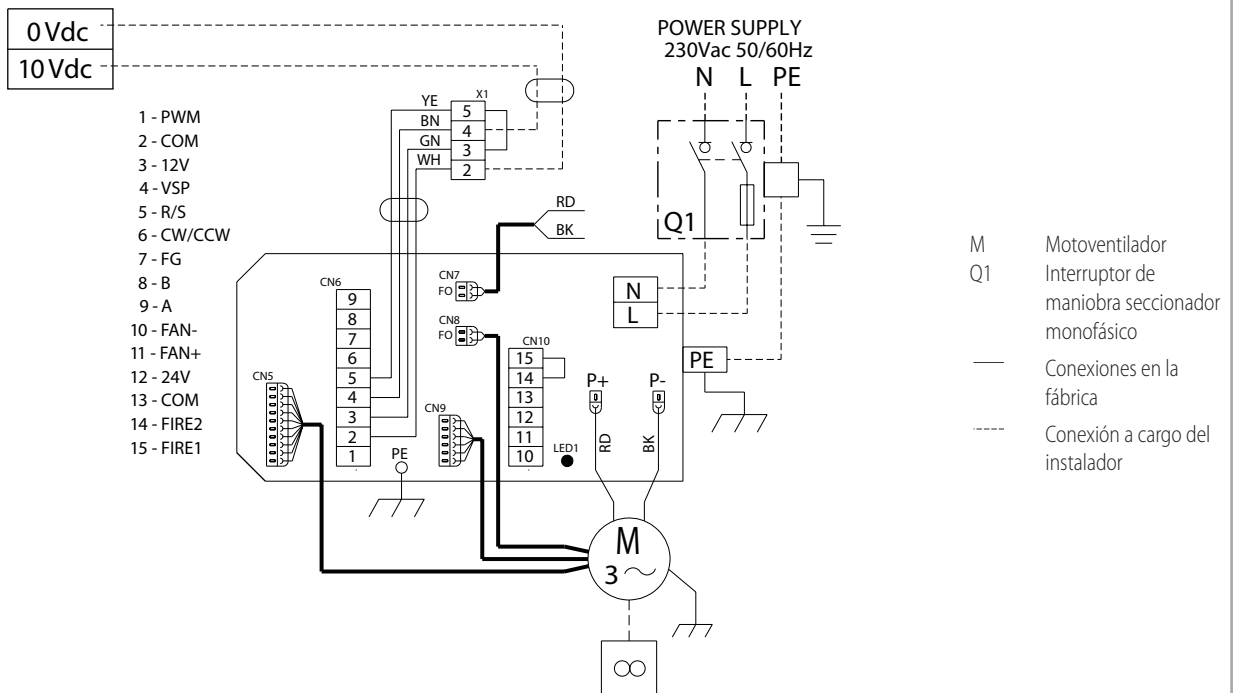 0 Vdc
10 Vdc
POWER SUPPLY
230Vac 50/60Hz
N L PE
1 - PWM
2 - COM
3 - 12V
4 - VSP
5 - R/S
6 - CW/CCW
7 - FG
8 - B
9 - A
10 - FAN-
11 - FAN+
12 - 24V
13 - COM
14 - FIRE2
15 - FIRE1
X1
YE 5
BN 4
GN 3
WH 2
Q1
RD
BK
CN7
FO
CN8
FO
CN6
9
8
7
6
5
4
3
2
1
CN5
CN9
CN10
15
14
13
12
11
10
LED1
PE
N
L
PE
P+
P-
RD
BK
M
3
M Motoventilador
Q1 Interruptor de
maniobra seccionador
monofásico
Conexiones en la
fábrica
Conexión a cargo del
instalador